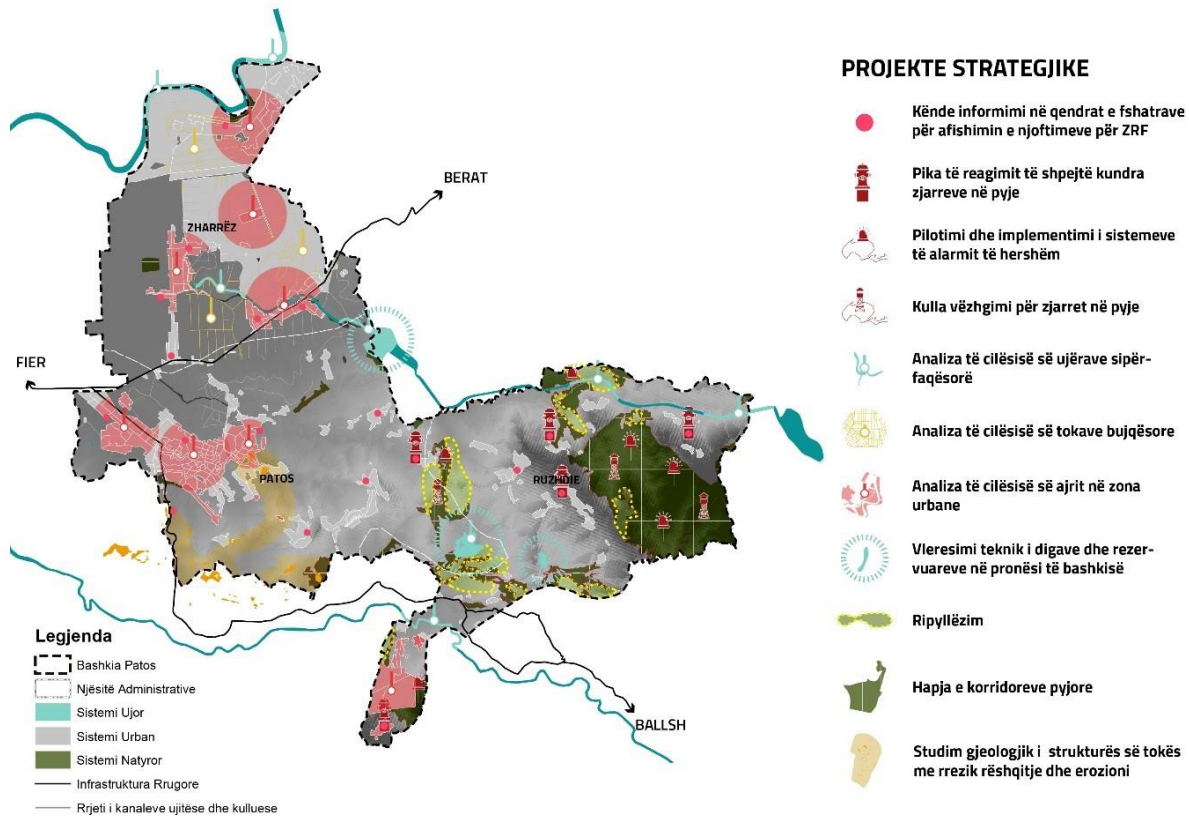 BERAT
ZHARRËZ
FIER
PATOS
RUZHDIE
BALLSH
Legjenda
Bashkia Patos
Njësitë Administrative
Sistemi Ujor
Sistemi Urban
Sistemi Natyror
Infrastruktura Rrugore
Rrjeti i kanaleve ujitëse dhe kulluese
PROJEKTE STRATEGJIKE
Kënde informimi në qendrat e fshatrave
për afishimin e njoftimeve për ZRF
Pika të reagimit të shpejtë kundra
zjarreve në pyje
Pilotimi dhe implementimi i sistemeve
të alarmit të hershëm
Kulla vëzhgimi për zjarret në pyje
Analiza të cilësisë së ujërave sipër-
faqësorë
Analiza të cilësisë së tokave bujqësore
Analiza të cilësisë së ajrit në zona
urbane
Vleresimi teknik i digave dhe rezer-
vuareve në pronësi të bashkisë
Ripyllëzim
Hapja e korridoreve pyjore
Studim gjeologjik i strukturës së tokës
me rrezik rëshqitje dhe erozioni